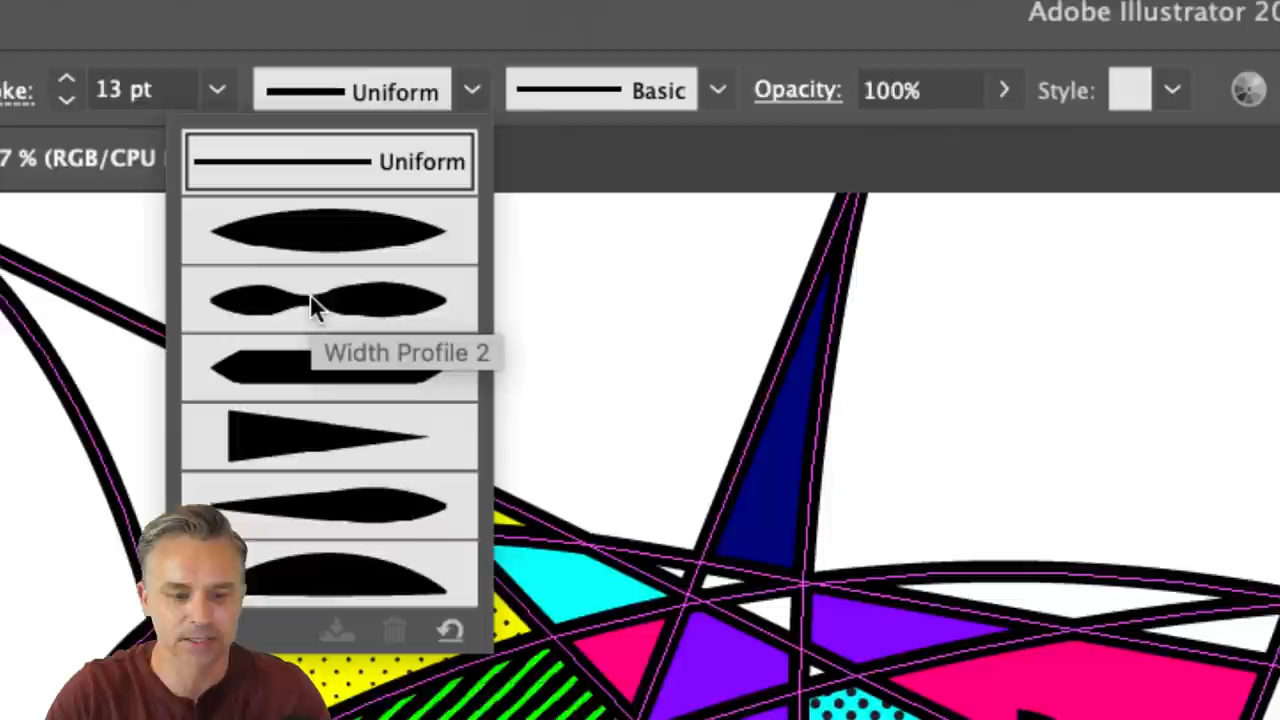 Adobe Illustrator 20
ke: 13 pt Uniform Basic Opacity: 100% Style:
7 % (RGB/CPU
Uniform
Width Profile 2